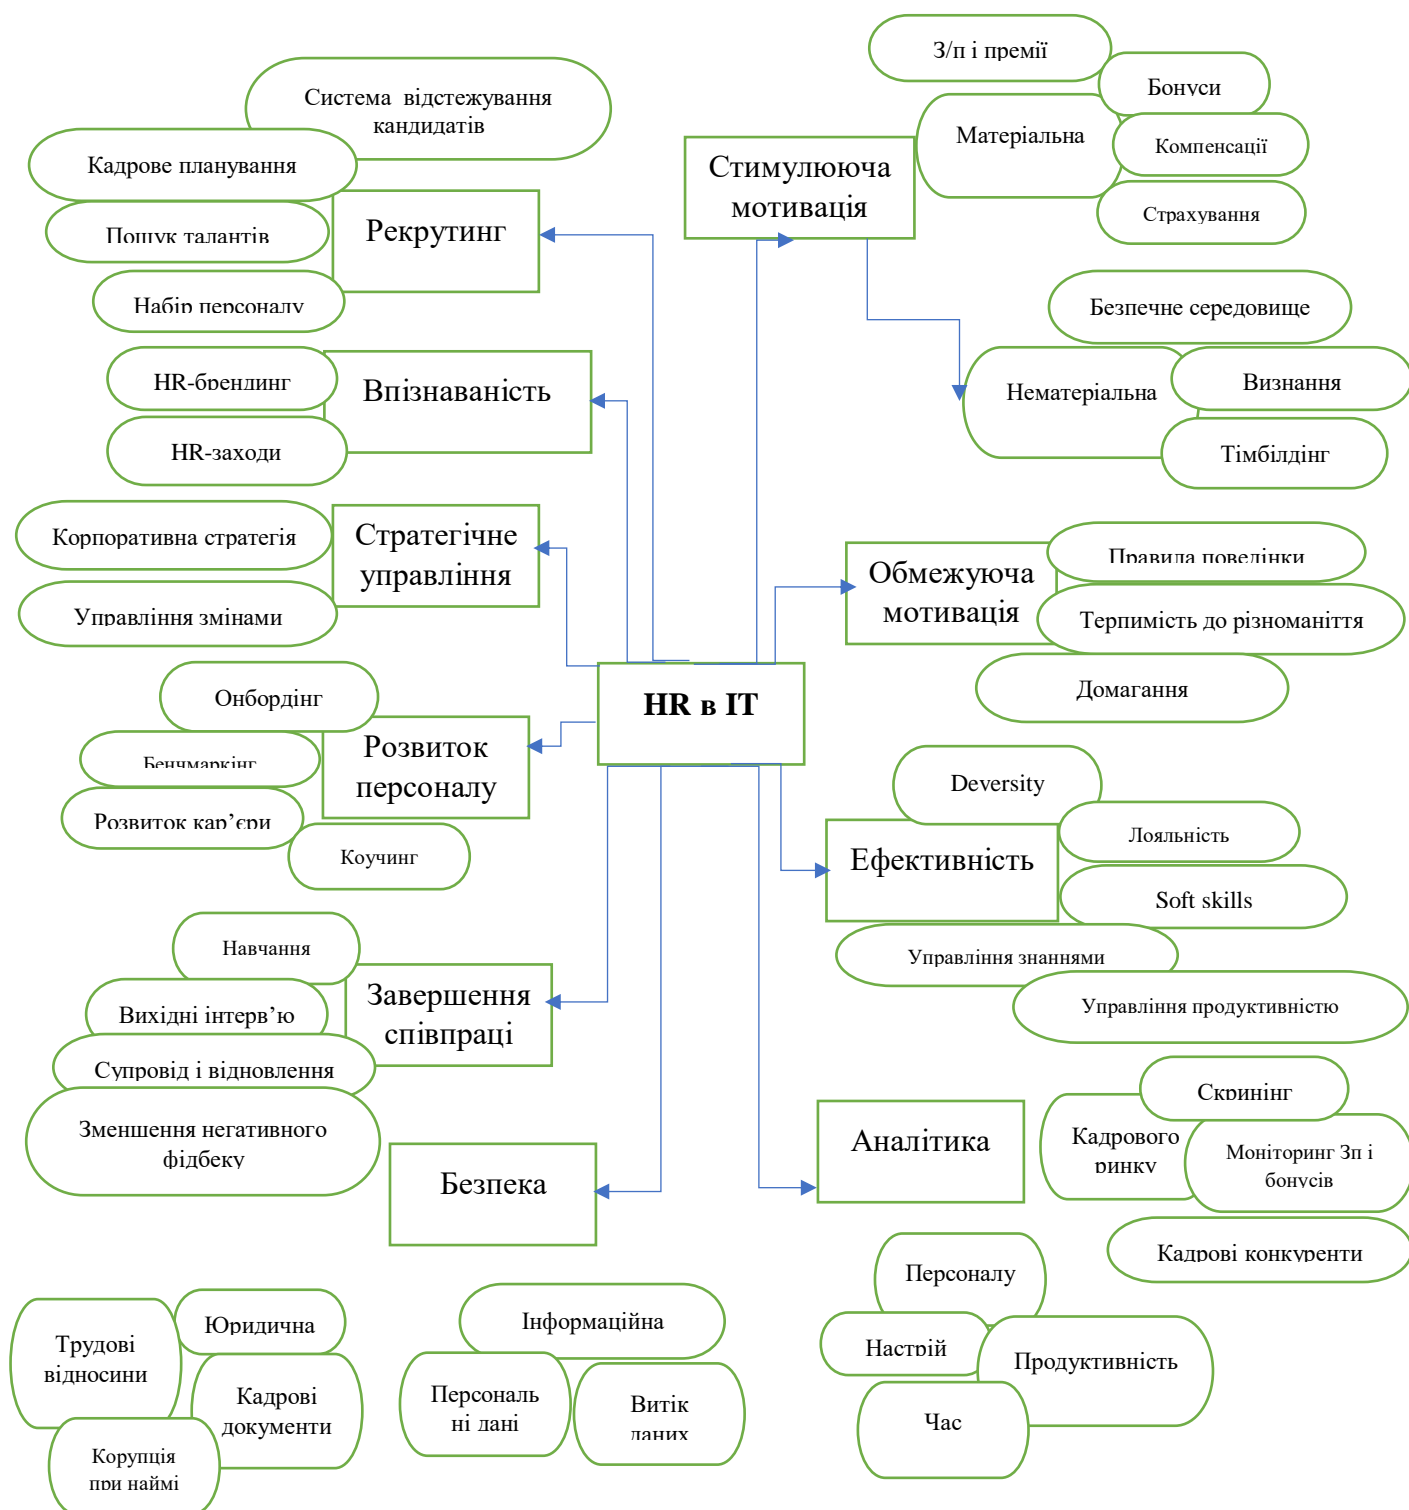 З/п і премії
Бонуси
Система відстежування
кандидатів
Матеріальна
Компенсації
Кадрове планування
Стимулююча
мотивація
Страхування
Пошук талантів
Рекрутинг
Набір персоналу
Безпечне середовище
HR-брендинг
Впізнаваність
Нематеріальна
Визнання
HR-заходи
Тімбілдінг
Корпоративна стратегія
Стратегічне
управління
Управління змінами
Обмежуюча
мотивація
Правила поведінки
Терпимість до різноманіття
Домагання
HR в ІТ
Онбордінг
Бенчмаркінг
Розвиток
персоналу
Розвиток кар’єри
Коучинг
Deversity
Лояльність
Ефективність
Soft skills
Управління знаннями
Управління продуктивністю
Навчання
Вихідні інтерв’ю
Завершення
співпраці
Супровід і відновлення
Зменшення негативного
фідбеку
Безпека
Аналітика
Скринінг
Кадрового
ринку
Моніторинг Зп і
бонусів
Кадрові конкуренти
Персоналу
Настрій
Продуктивність
Час
Трудові
відносини
Юридична
Кадрові
документи
Корупція
при наймі
Інформаційна
Персональ
ні дані
Витік
даних